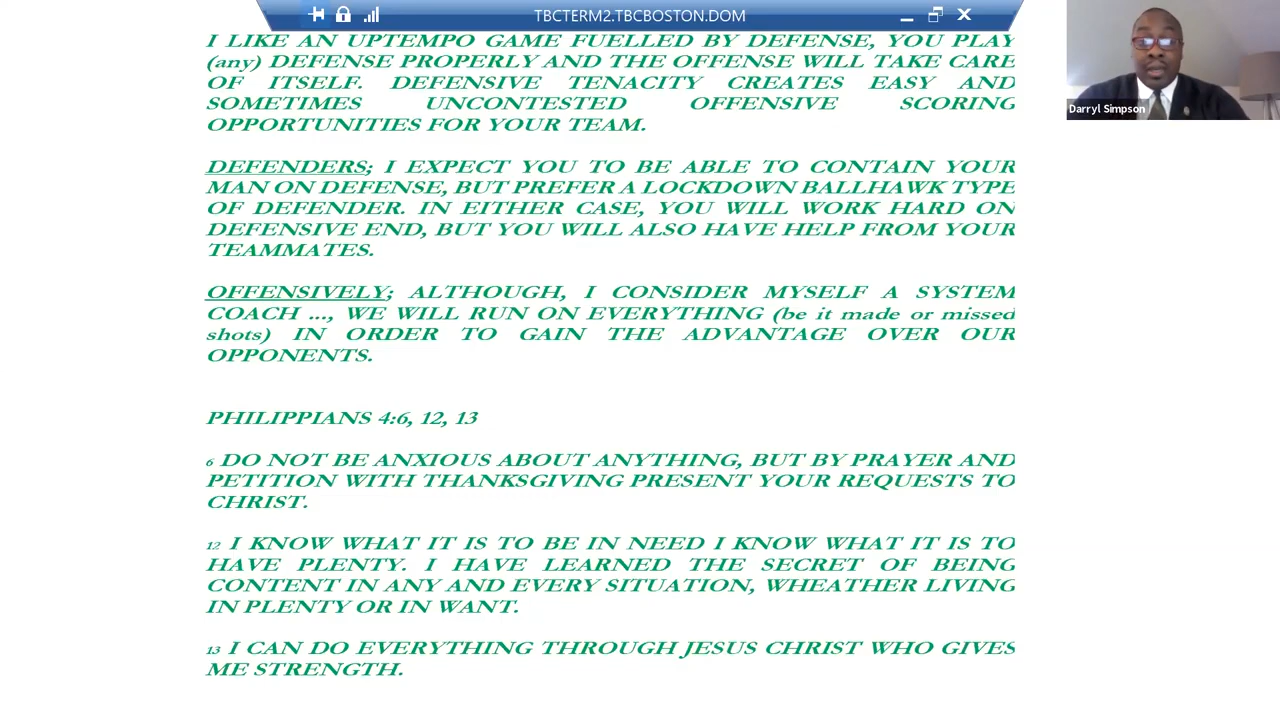 TBCTERM2.TBCBOSTON.DOM
I LIKE AN UPTEMPO GAME FUELLED BY DEFENSE, YOU PLAY
(any) DEFENSE PROPERLY AND THE OFFENSE WILL TAKE CARE
OF ITSELF. DEFENSIVE TENACITY CREATES EASY AND
SOMETIMES UNCONTESTED OFFENSIVE SCORING
OPPORTUNITIES FOR YOUR TEAM.
DEFENDERS; I EXPECT YOU TO BE ABLE TO CONTAIN YOUR
MAN ON DEFENSE, BUT PREFER A LOCKDOWN BALLHAWK TYPE
OF DEFENDER. IN EITHER CASE, YOU WILL WORK HARD ON
DEFENSIVE END, BUT YOU WILL ALSO HAVE HELP FROM YOUR
TEAMMATES.
OFFENSIVELY; ALTHOUGH, I CONSIDER MYSELF A SYSTEM
COACH ..., WE WILL RUN ON EVERYTHING (be it made or missed
shots) IN ORDER TO GAIN THE ADVANTAGE OVER OUR
OPPONENTS.
PHILIPPIANS 4:6, 12, 13
6 DO NOT BE ANXIOUS ABOUT ANYTHING, BUT BY PRAYER AND
PETITION WITH THANKSGIVING PRESENT YOUR REQUESTS TO
CHRIST.
12 I KNOW WHAT IT IS TO BE IN NEED I KNOW WHAT IT IS TO
HAVE PLENTY. I HAVE LEARNED THE SECRET OF BEING
CONTENT IN ANY AND EVERY SITUATION, WHEATHER LIVING
IN PLENTY OR IN WANT.
13 I CAN DO EVERYTHING THROUGH JESUS CHRIST WHO GIVES
ME STRENGTH.
Darryl Simpson